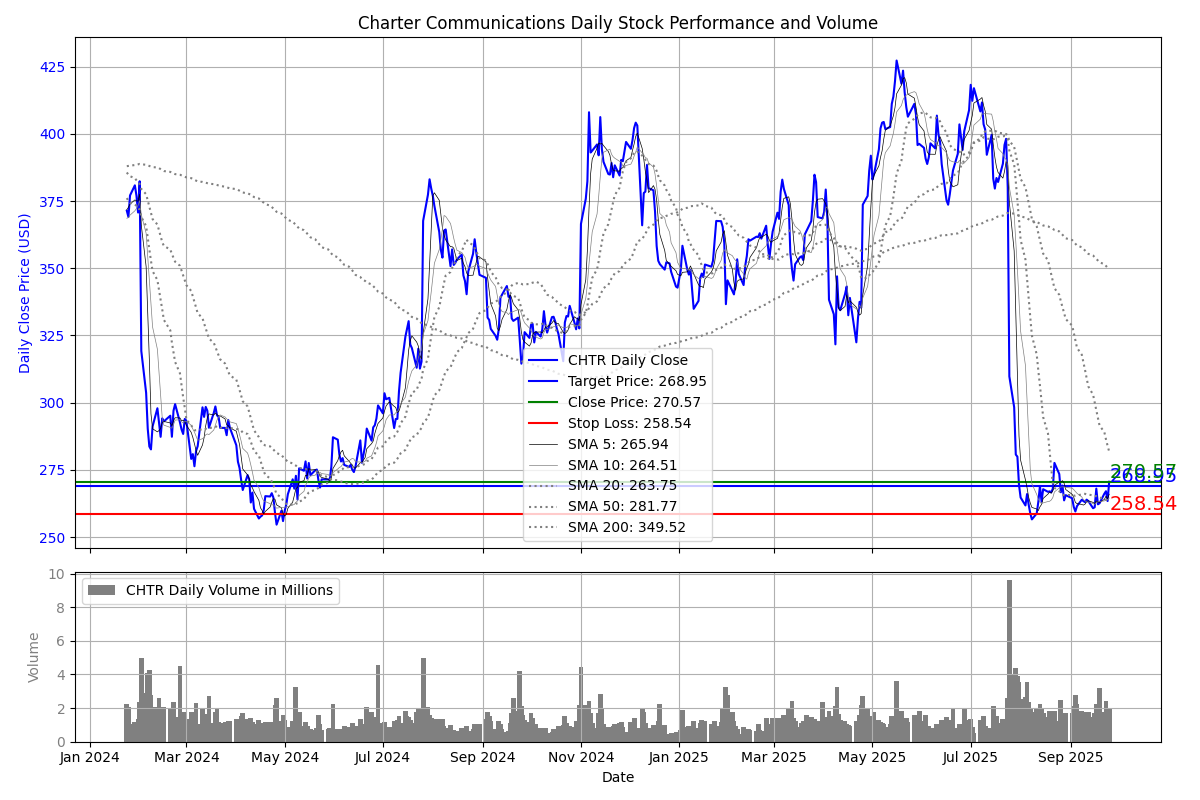 Charter Communications Daily Stock Performance and Volume
Daily Close Price (USD)
425
400
375
350
325
300
275
250
CHTR Daily Close
Target Price: 268.95
Close Price: 270.57
Stop Loss: 258.54
SMA 5: 265.94
SMA 10: 264.51
SMA 20: 263.75
SMA 50: 281.77
SMA 200: 349.52
270.57
268.95
258.54
Volume
10
8
6
4
2
0
CHTR Daily Volume in Millions
Jan 2024
Mar 2024
May 2024
Jul 2024
Sep 2024
Nov 2024
Jan 2025
Mar 2025
May 2025
Jul 2025
Sep 2025
Date